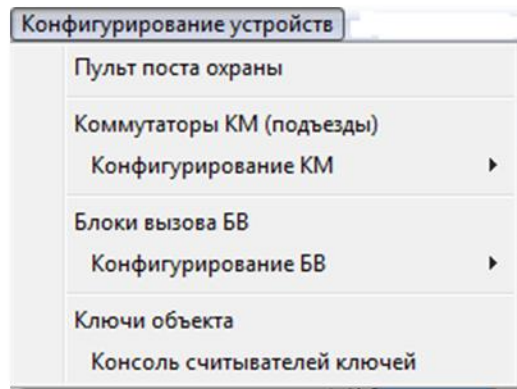 Конфигурирование устройств
Пульт поста охраны
Коммутаторы КМ (подъезды)
Конфигурирование КМ
Блоки вызова БВ
Конфигурирование БВ
Ключи объекта
Консоль считывателей ключей